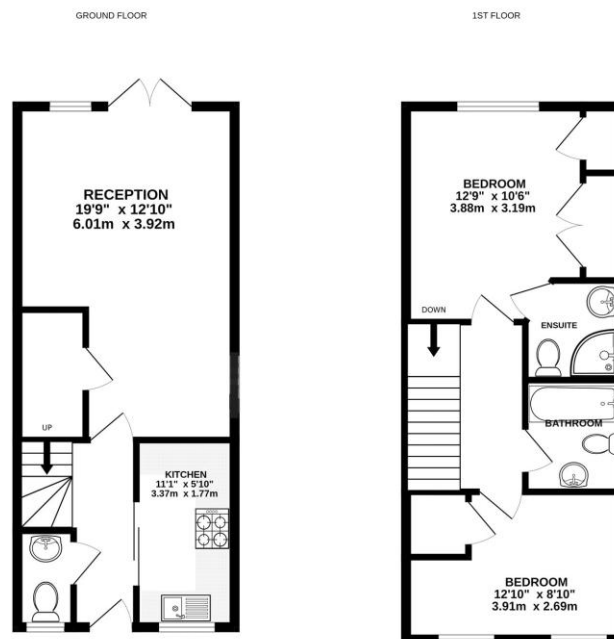 GROUND FLOOR
RECEPTION
19'9" x 12'10"
6.01m x 3.92m
UP
KITCHEN
11'1" x 5'10"
3.37m x 1.77m
1ST FLOOR
BEDROOM
12'9" x 10'6"
3.88m x 3.19m
DOWN
ENSUITE
BATHROOM
BEDROOM
12'10" x 8'10"
3.91m x 2.69m